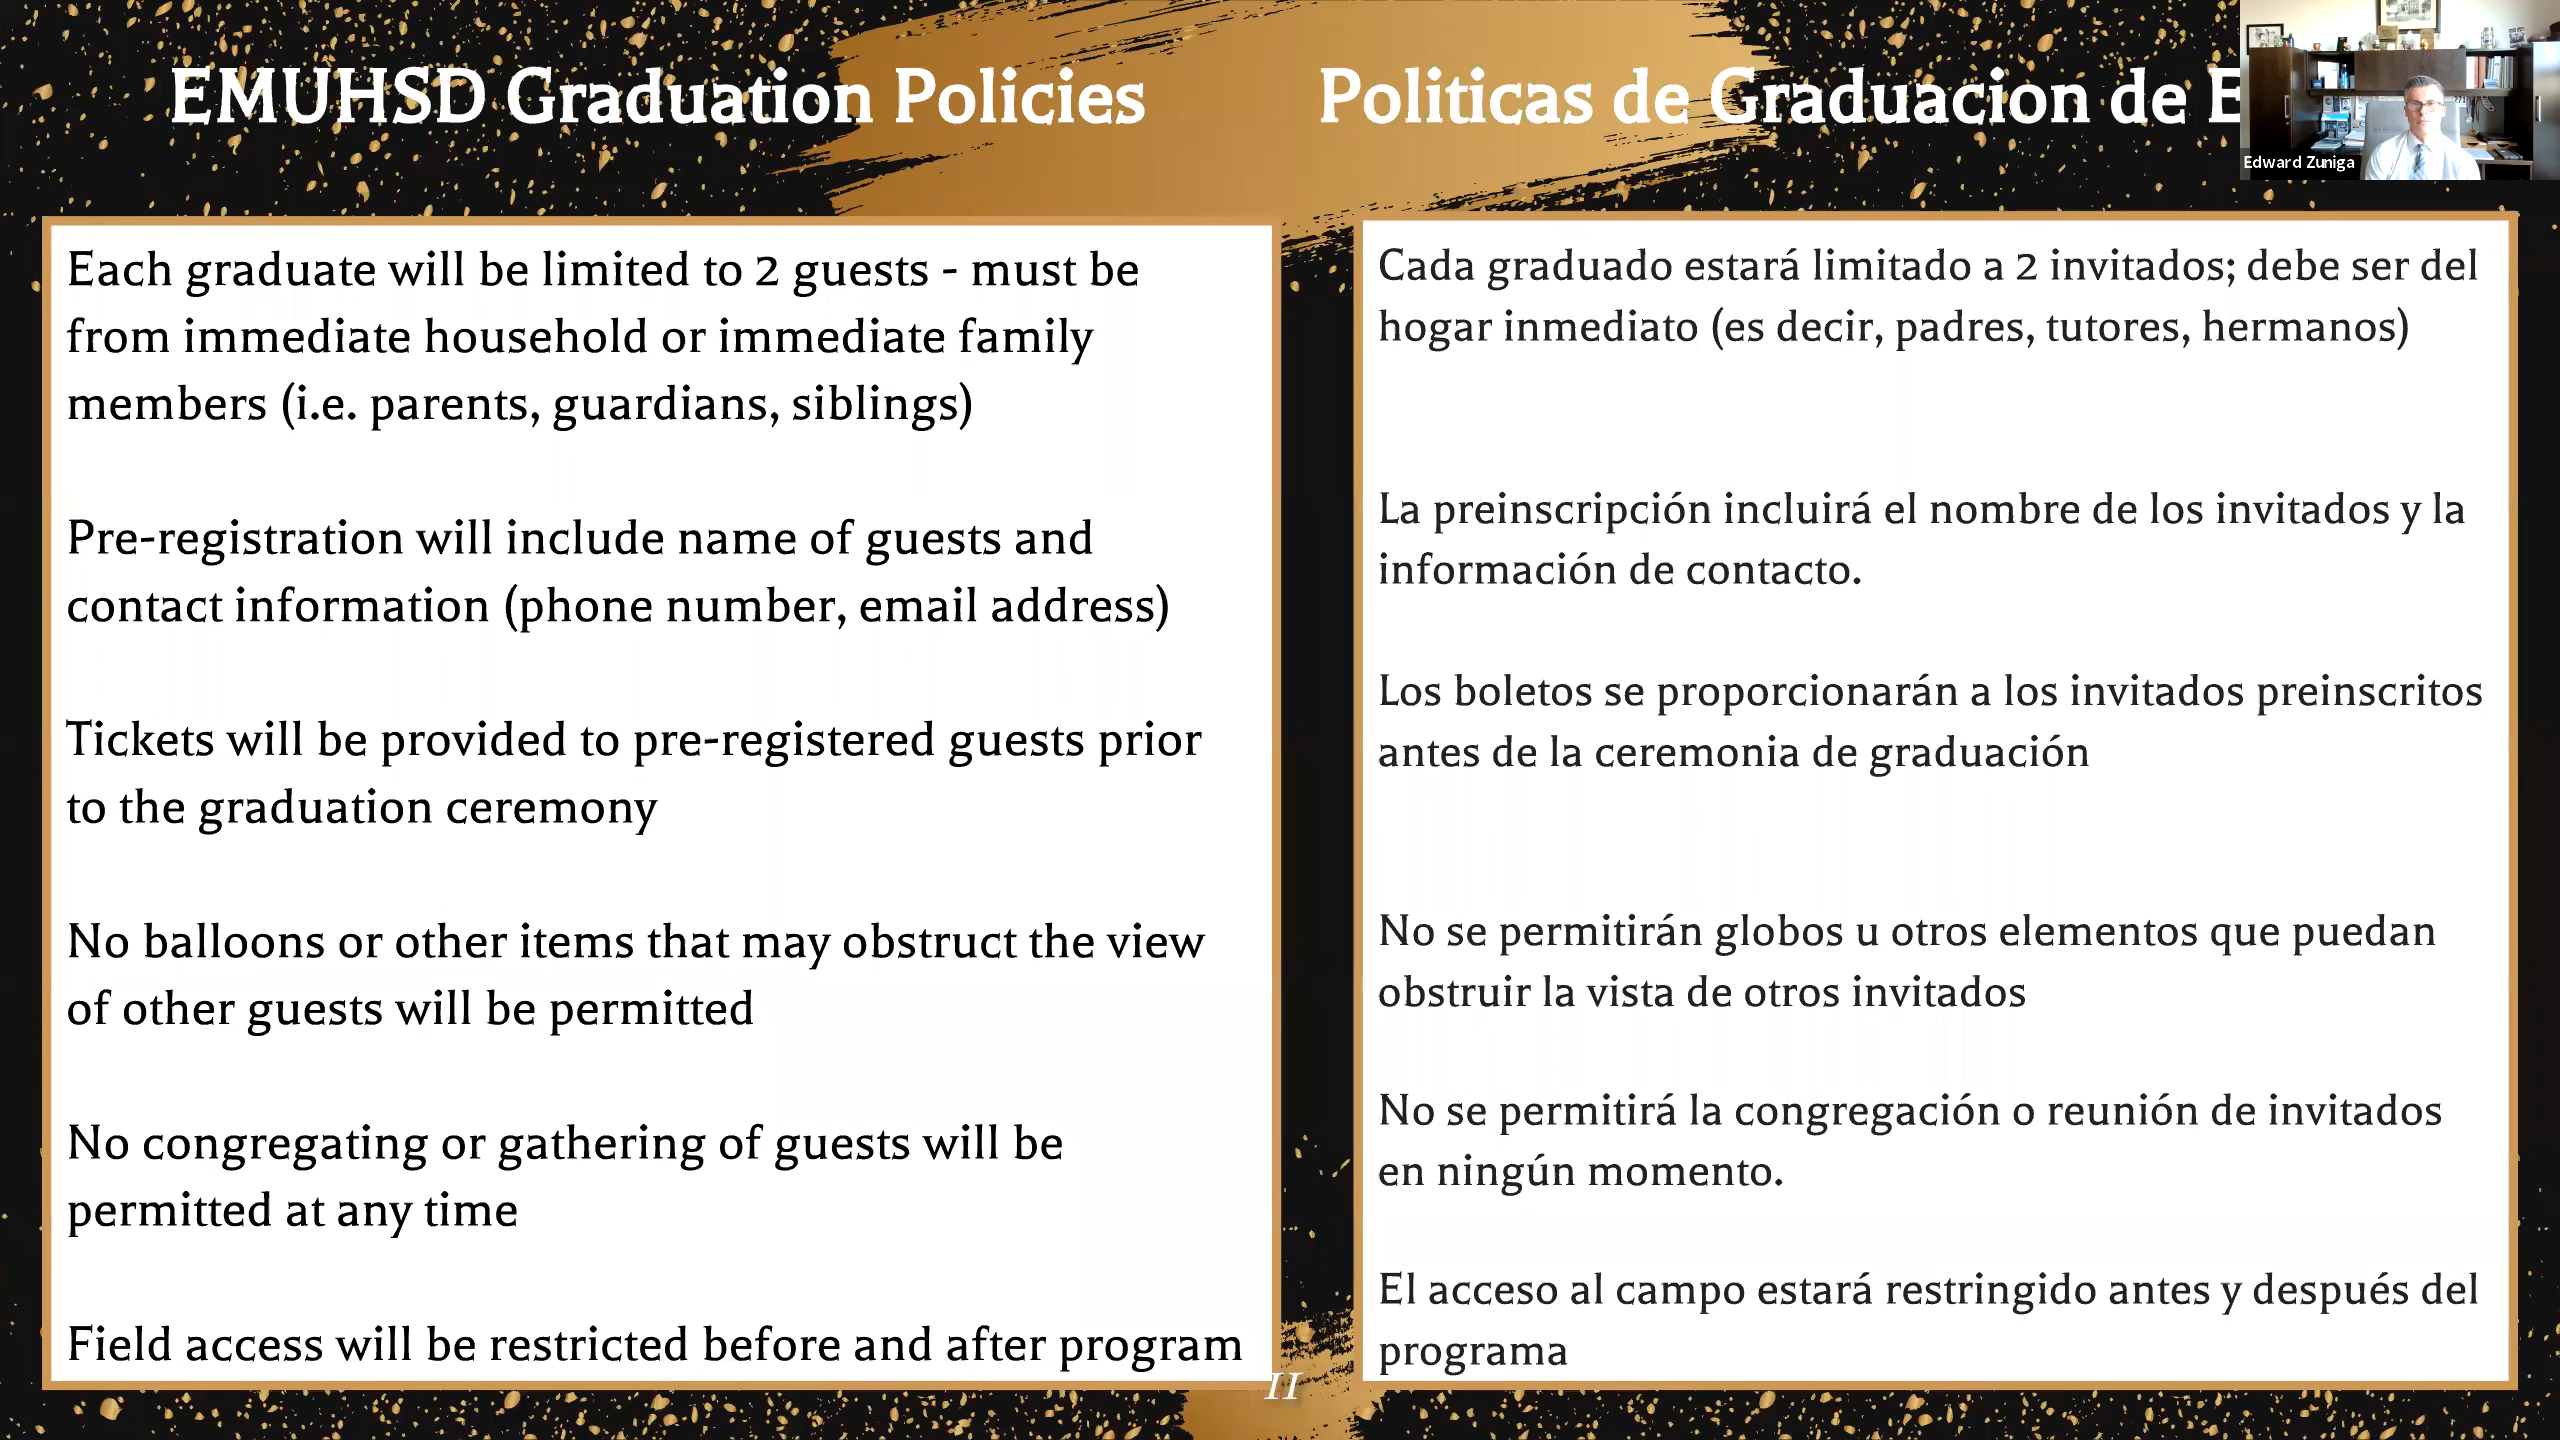 EMUHSD Graduation Policies
Politicas de Graduacion de E
Edward Zuniga
Each graduate will be limited to 2 guests - must be
from immediate household or immediate family
members (i.e. parents, guardians, siblings)
Pre-registration will include name of guests and
contact information (phone number, email address)
Tickets will be provided to pre-registered guests prior
to the graduation ceremony
No balloons or other items that may obstruct the view
of other guests will be permitted
No congregating or gathering of guests will be
permitted at any time
Field access will be restricted before and after program
Cada graduado estará limitado a 2 invitados; debe ser del
hogar inmediato (es decir, padres, tutores, hermanos)
La preinscripción incluirá el nombre de los invitados y la
información de contacto.
Los boletos se proporcionarán a los invitados preinscritos
antes de la ceremonia de graduación
No se permitirán globos u otros elementos que puedan
obstruir la vista de otros invitados
No se permitirá la congregación o reunión de invitados
en ningún momento.
El acceso al campo estará restringido antes y después del
programa
11